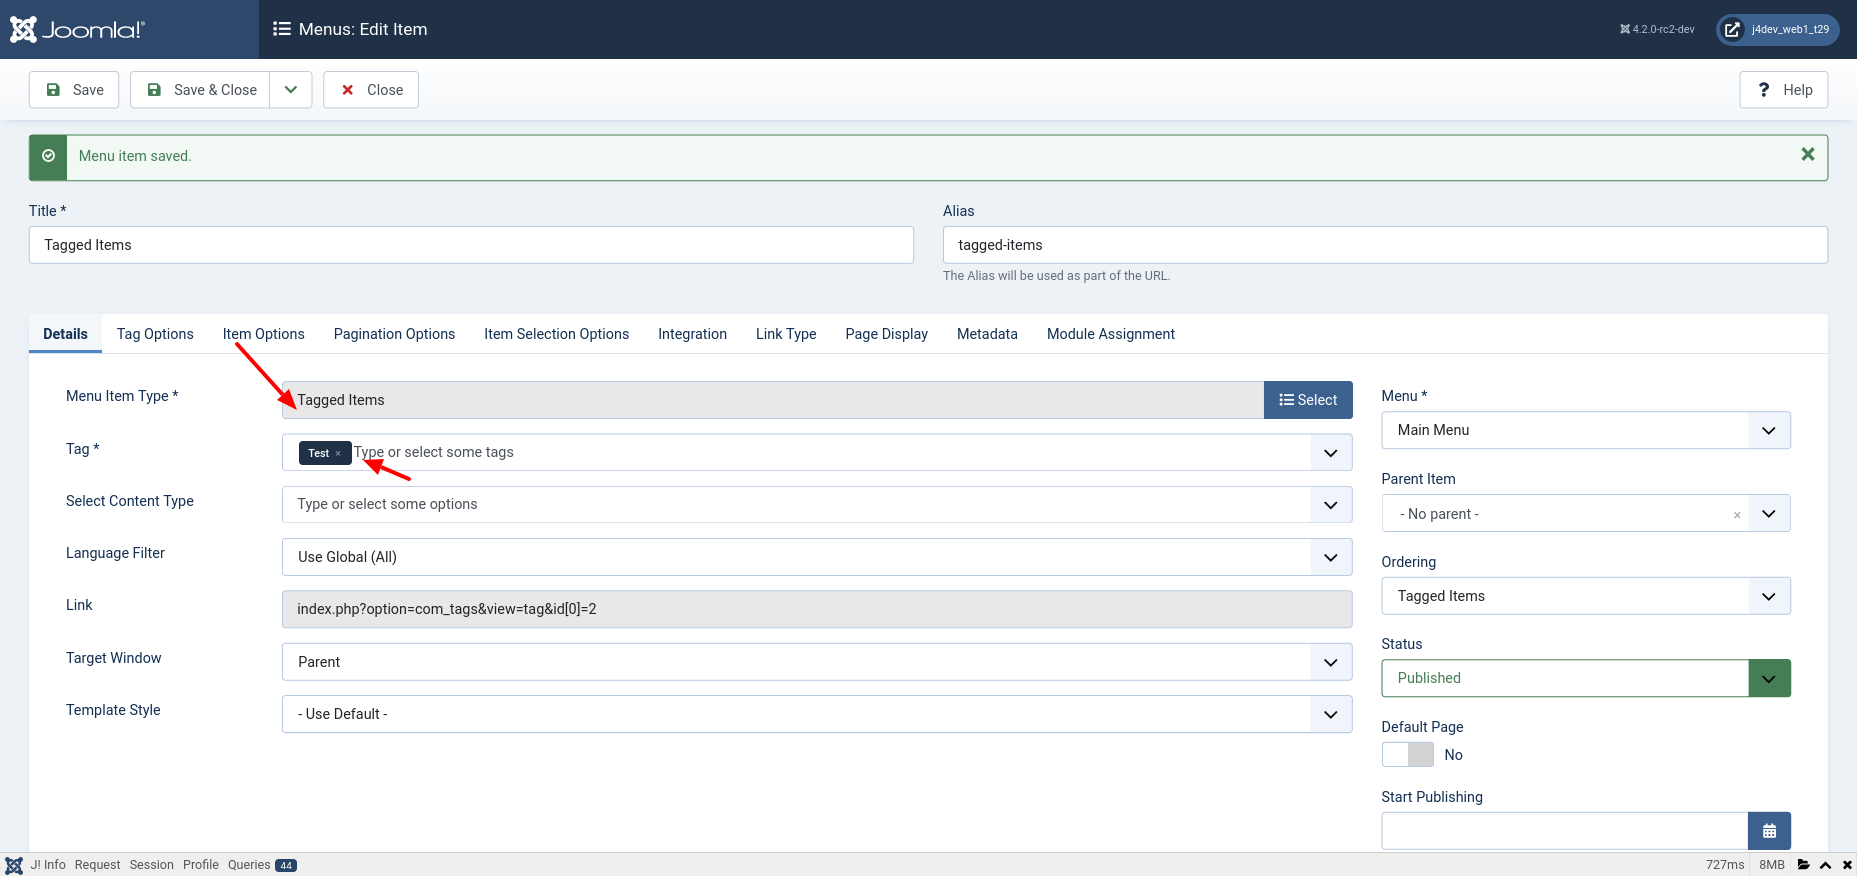 Joomla!
Menus: Edit Item
4.2.0-rc2-dev
j4dev_web1_t29
Save
Save & Close
Close
? Help
Menu item saved.
Title *
Alias
Tagged Items
tagged-items
The Alias will be used as part of the URL.
Details Tag Options Item Options Pagination Options Item Selection Options Integration Link Type Page Display Metadata Module Assignment
Menu Item Type *
Tagged Items
Select
Tag *
Test × Type or select some tags
Select Content Type
Type or select some options
Language Filter
Use Global (All)
Link
index.php?option=com_tags&view=tag&id[0]=2
Target Window
Parent
Template Style
- Use Default -
Menu *
Main Menu
Parent Item
- No parent - ×
Ordering
Tagged Items
Status
Published
Default Page
No
Start Publishing
J! Info Request Session Profile Queries 44
727ms 8MB